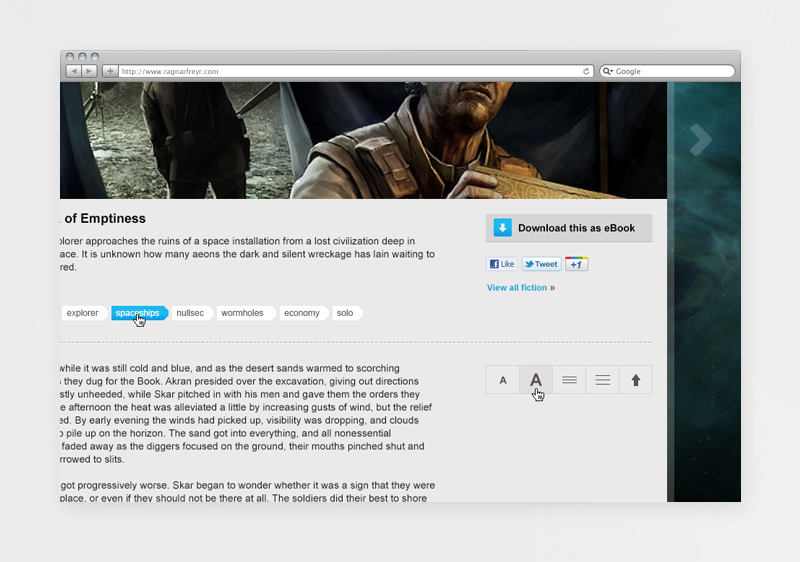 http://www.ragnarfreyr.com
Google
of Emptiness
plorer approaches the ruins of a space installation from a lost civilization deep in
ace. It is unknown how many aeons the dark and silent wreckage has lain waiting to
red.
explorer
spaceships
nullsec
wormholes
economy
solo
Download this as eBook
Like
Tweet
+1
View all fiction »
while it was still cold and blue, and as the desert sands warmed to scorching
they dug for the Book. Akran presided over the excavation, giving out directions
stly unheeded, while Skar pitched in with his men and gave them the orders they
e afternoon the heat was alleviated a little by increasing gusts of wind, but the relief
ed. By early evening the winds had picked up, visibility was dropping, and clouds
o pile up on the horizon. The sand got into everything, and all nonessential
faded away as the diggers focused on the ground, their mouths pinched shut and
rrowed to slits.
got progressively worse. Skar began to wonder whether it was a sign that they were
place, or even if they should not be there at all. The soldiers did their best to shore
A
A